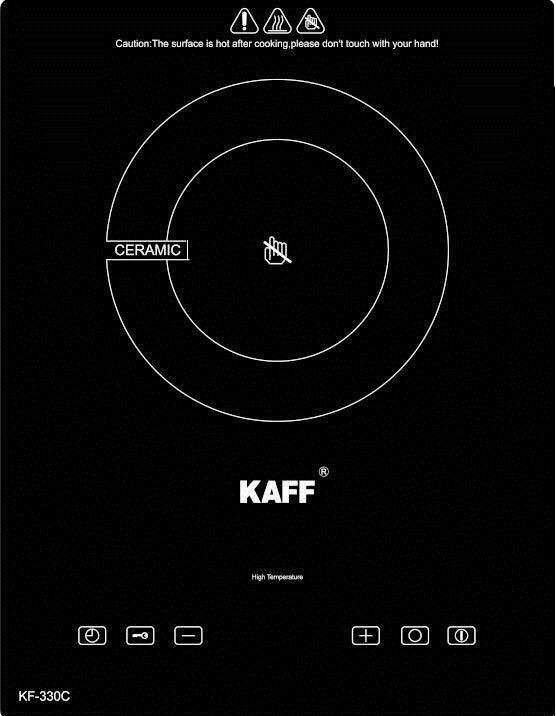 Caution:The surface is hot after cooking,please don't touch with your hand!
CERAMIC
KAFF®
High Temperature
KF-330C